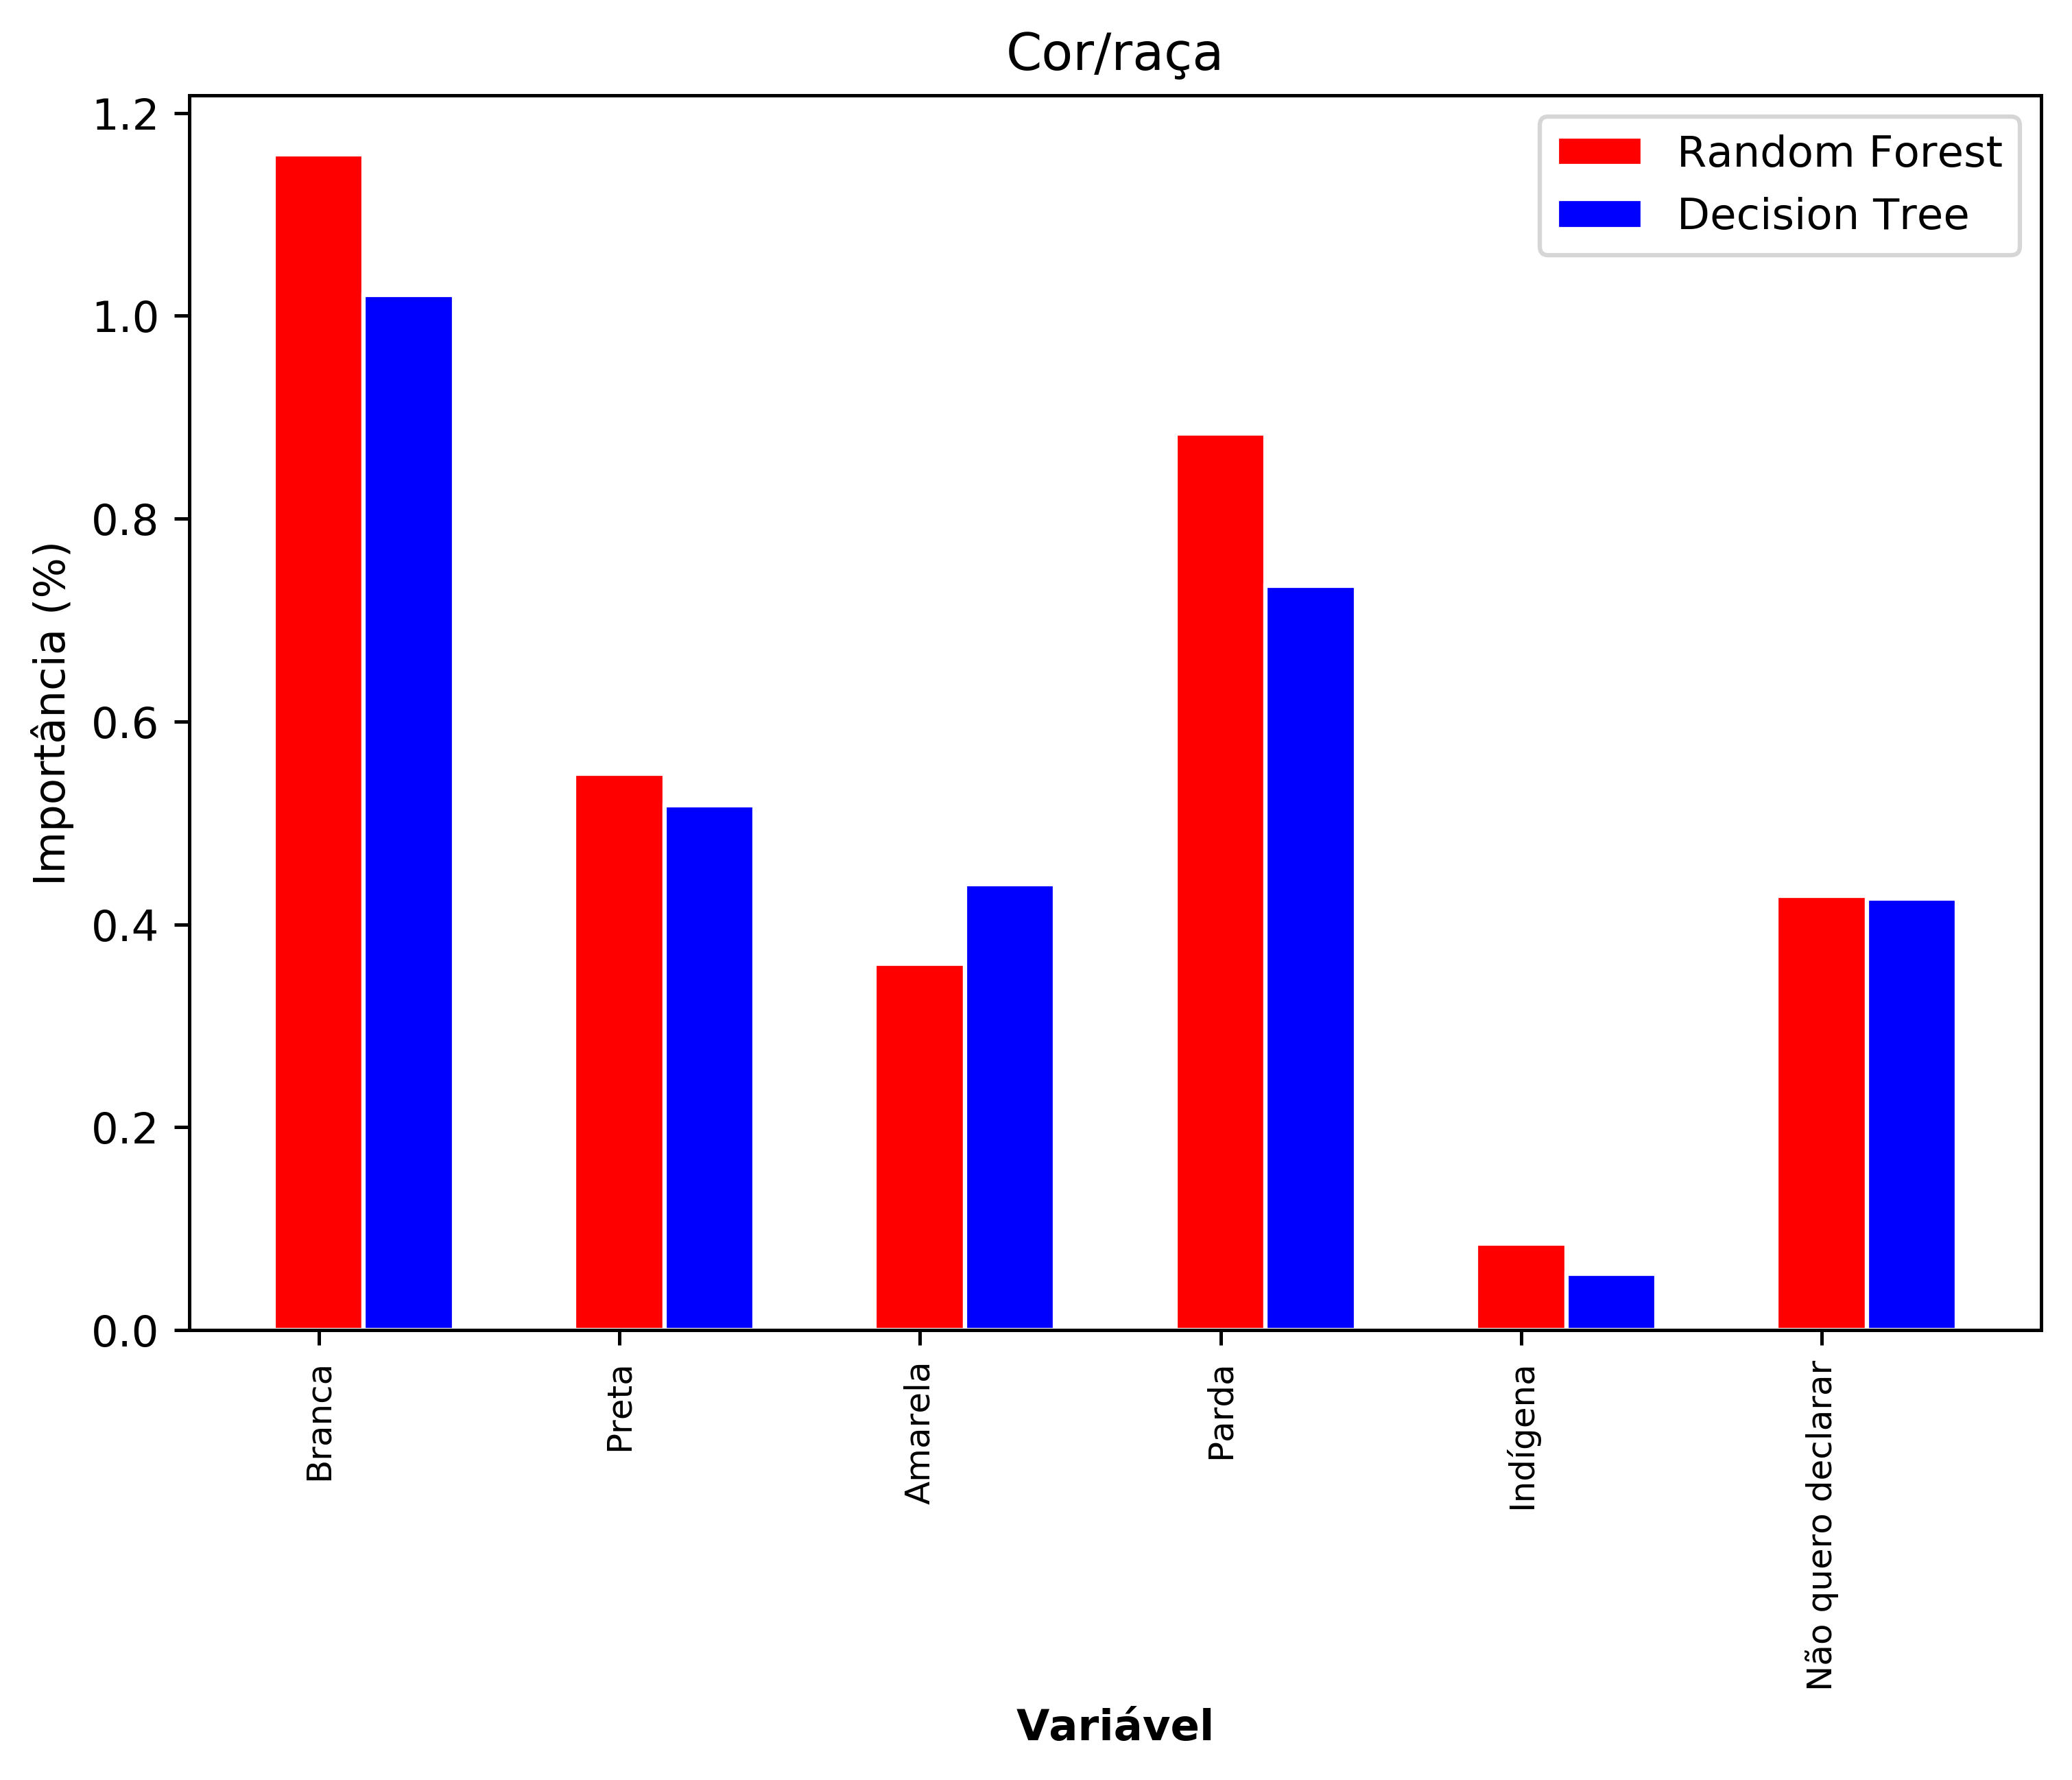 Cor/raça
Random Forest
Decision Tree
Importância (%)
1.2
1.0
0.8
0.6
0.4
0.2
0.0
Branca
Preta
Amarela
Parda
Indígena
Não quero declarar
Variável